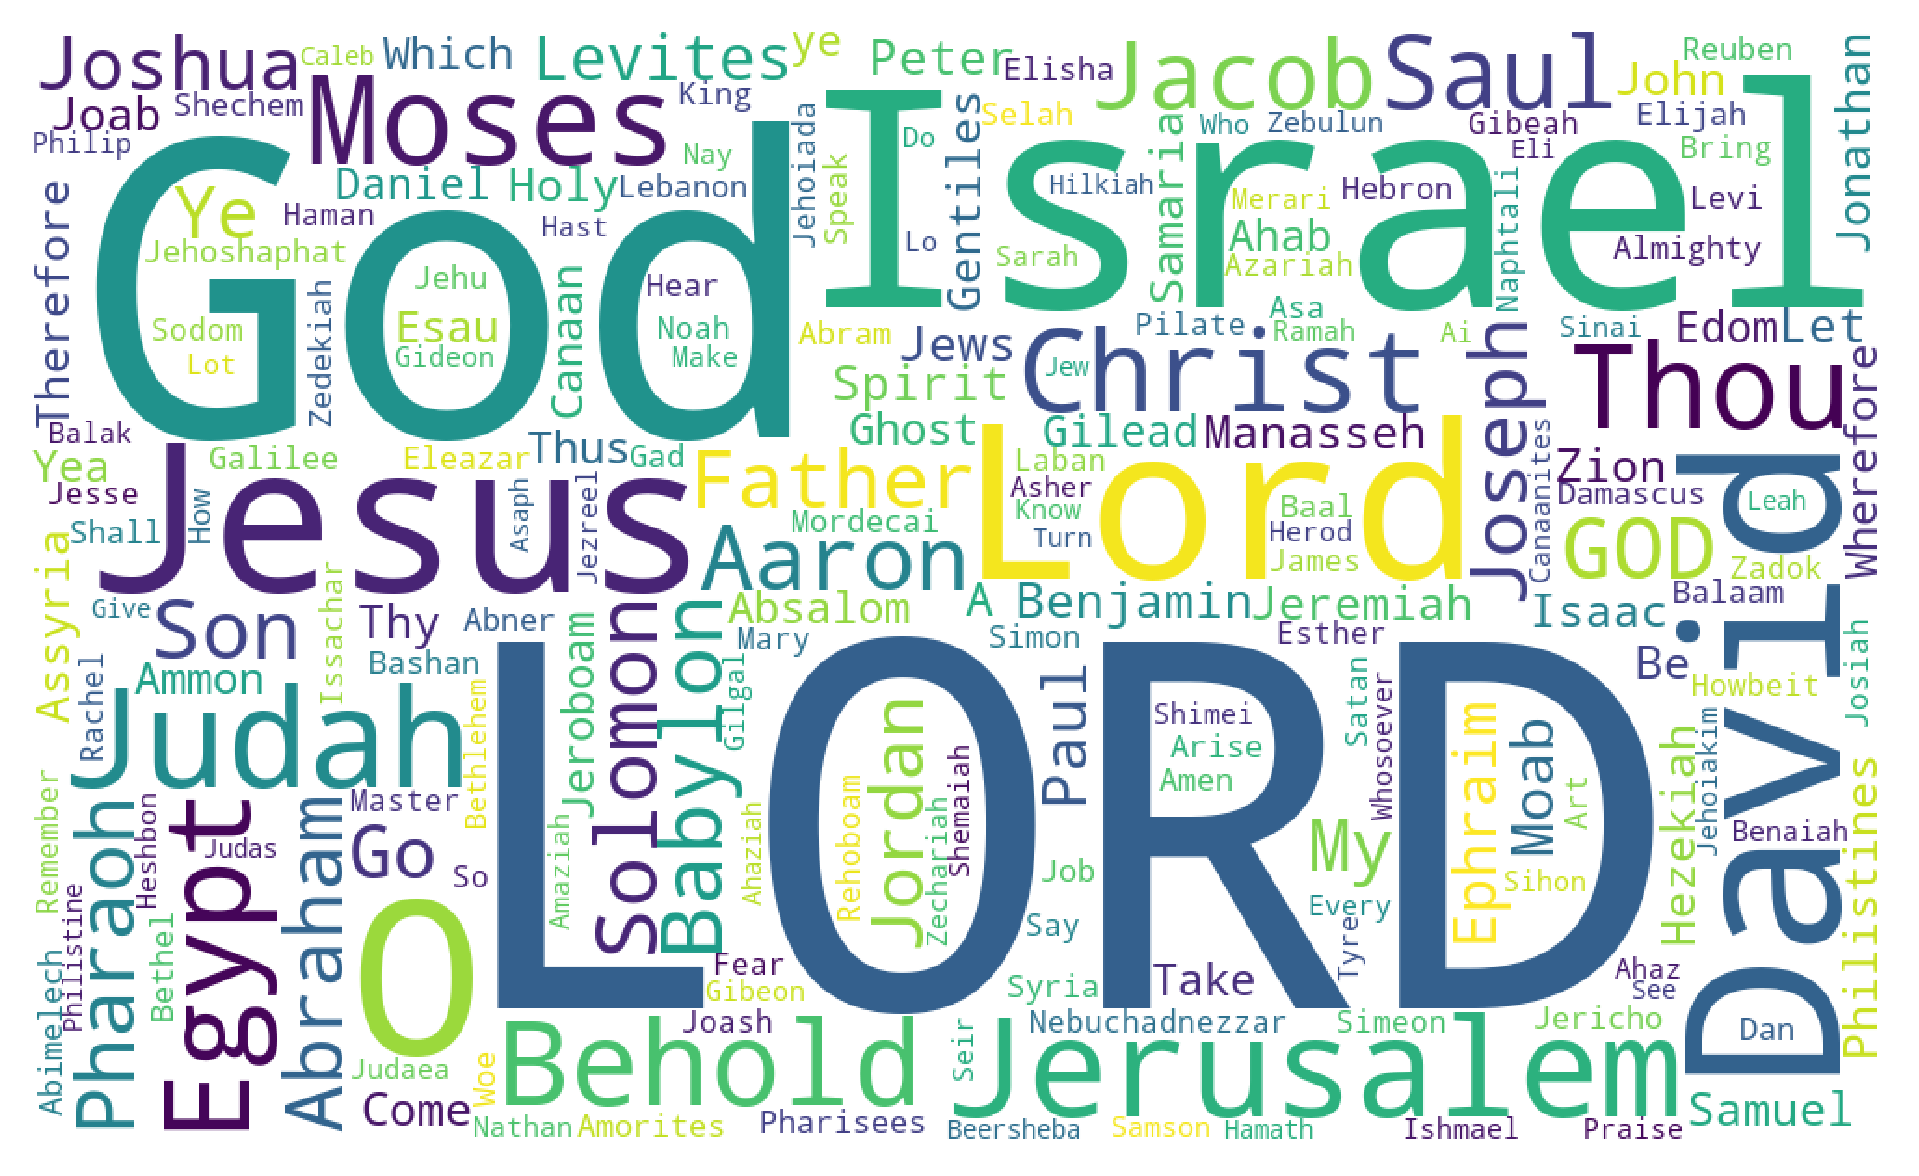 Joshua
Caleb
Which
Levites
ye
Peter
Elisha
Jacob
Saul
John
Reuben
Jonathan
Joab
Shechem
Moses
King
Jehoiada
Do
Gentiles
Selah
Samaria
Who
Zebulun
Gibeah
Elijah
Philip
Nay
Speak
Israel
Eli
Bring
Therefore
God
Ye
Daniel
Holy
Lebanon
Hilkiah
Merari
Hebron
Naphtali
Levi
Haman
Hast
Lo
Ahab
Almighty
Jehoshaphat
Jehu
Canaan
Hear
Sarah
Azariah
Zedekiah
Sodom
Esau
Noah
Abram
Jews
Pilate
Asa
Ramah
Ai
Joseph
Sinai
Edom
Let
Lot
Gideon
Make
Spirit
Christ
Jew
Thou
Wherefore
Balak
Ghost
Gilead
Manasseh
Canaanites
Yea
Galilee
Eleazar
Thus
Gad
Father
Lord
Laban
Zion
David
Jesse
How
Jesus
Asaph
Jezreel
Asher
Baal
Damascus
Leah
Shall
Mordecai
Know
Turn
Herod
GOD
Assyria
Aaron
James
Zadok
Give
Issachar
Son
Thy
Abner
Jeroboam
Solomon
Babylon
Absalom
A
Benjamin
Jeremiah
Isaac
Balaam
Josiah
Rachel
Mary
Simon
Esther
Ammon
Bashan
Bethlehem
Gilgal
LORD
Paul
Satan
Whosoever
Be
Howbeit
Judah
Jordan
Shimei
Ephraim
Moab
Hezekiah
Jehoiakim
Arise
Amen
Art
Philistines
Remember
Pharaoh
Heshbon
Egypt
Abraham
Master
Amaziah
Ahaziah
Rehoboam
Zechariah
Shemaiah
Judas
Go
My
Benaiah
So
Job
Sihon
Abimelech
Philistine
Bethel
O
Say
Every
Tyre
Fear
Take
Ahaz
Gibeon
Syria
See
Behold
Joash
Seir
Nebuchadnezzar
Jerusalem
Simeon
Jericho
Dan
Judaea
Woe
Come
Samuel
Nathan
Amorites
Pharisees
Beersheba
Samson
Hamath
Ishmael
Praise